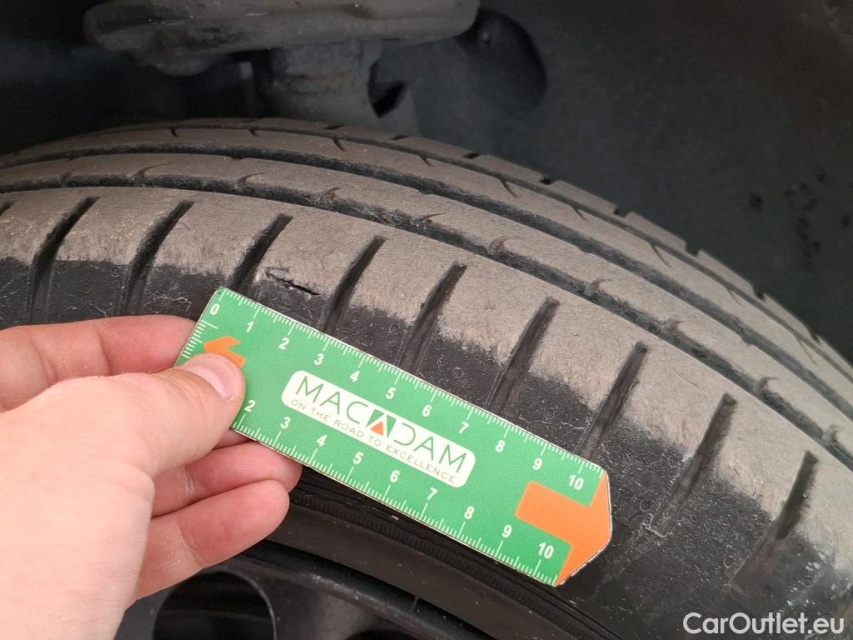 0 1 2 3 4 5 6 7 8 9 10
MACADAM
ON THE ROAD TO EXCELLENCE
2 3 4 5 6 7 8 9 10
CarOutlet.eu